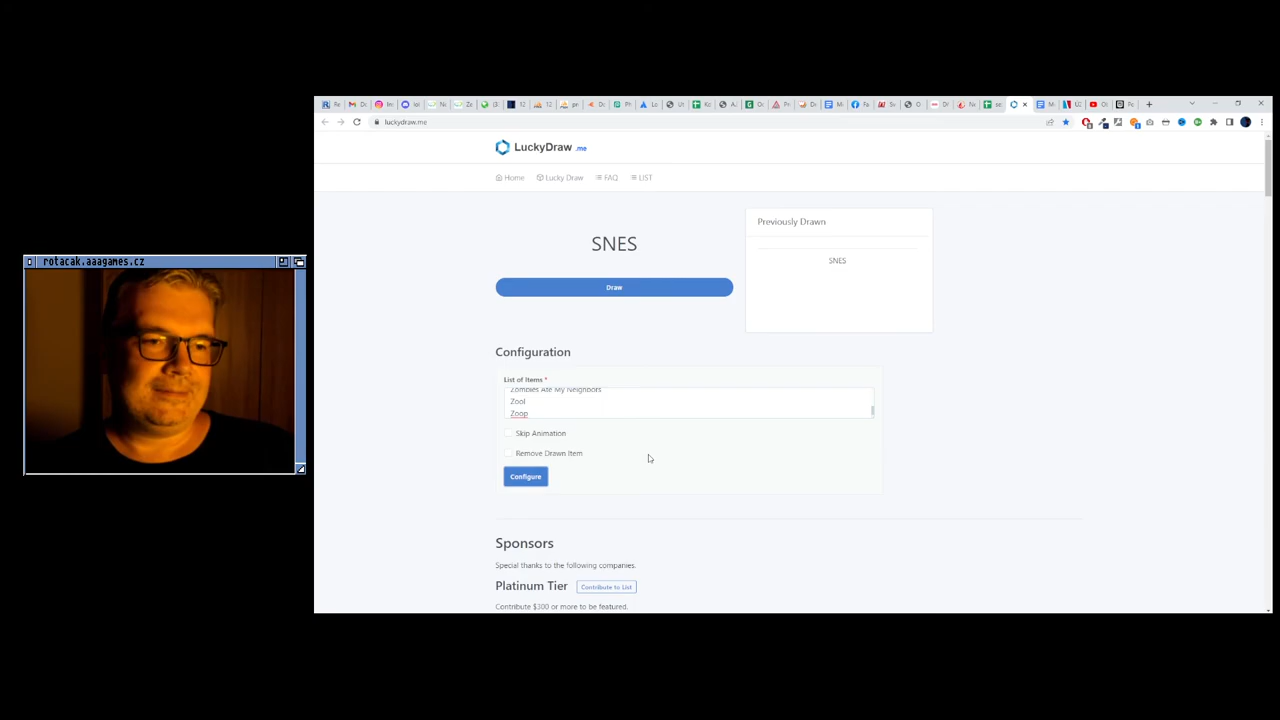 luckydraw.me
LuckyDraw .me
Home Lucky Draw FAQ LIST
Previously Drawn
SNES
SNES
Draw
rotacak.aaagames.cz
Configuration
List of Items *
Zombies Ate My Neighbors
Zool
Zoop
Skip Animation
Remove Drawn Item
Configure
Sponsors
Special thanks to the following companies.
Platinum Tier Contribute to List
Contribute $300 or more to be featured.